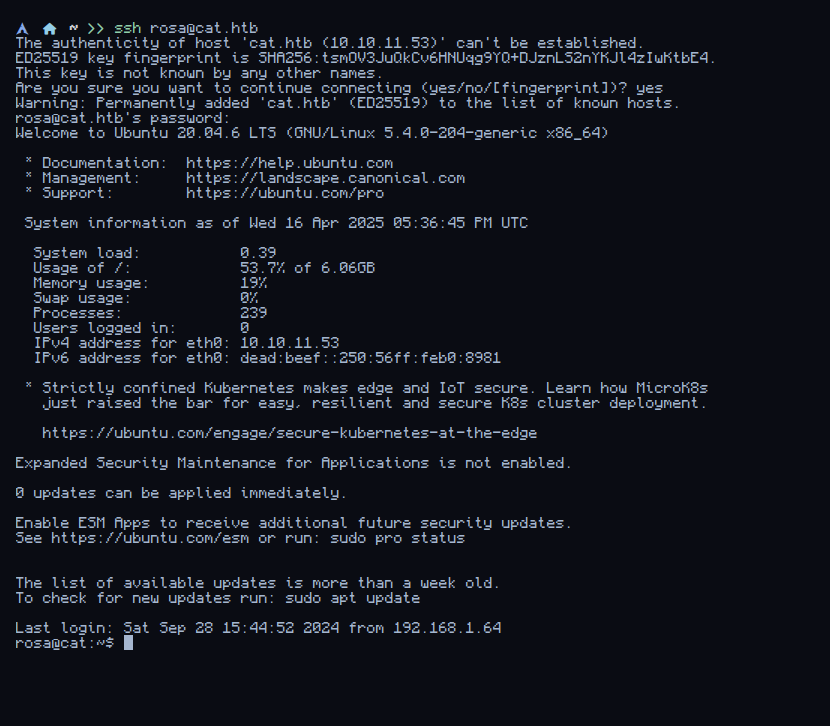 ~ >> ssh rosa@cat.htb
The authenticity of host 'cat.htb (10.10.11.53)' can't be established.
ED25519 key fingerprint is SHA256:tsmOV3JuQkCv6HNUqg9YQ+DJznLS2nYKJl4zIwKtbE4.
This key is not known by any other names.
Are you sure you want to continue connecting (yes/no/[fingerprint])? yes
Warning: Permanently added 'cat.htb' (ED25519) to the list of known hosts.
rosa@cat.htb's password:
Welcome to Ubuntu 20.04.6 LTS (GNU/Linux 5.4.0-204-generic x86_64)
* Documentation:  https://help.ubuntu.com
* Management:     https://landscape.canonical.com
* Support:        https://ubuntu.com/pro
System information as of Wed 16 Apr 2025 05:36:45 PM UTC
System load:           0.39
Usage of /:            53.7% of 6.06GB
Memory usage:          19%
Swap usage:            0%
Processes:             239
Users logged in:       0
IPv4 address for eth0: 10.10.11.53
IPv6 address for eth0: dead:beef::250:56ff:feb0:8981
* Strictly confined Kubernetes makes edge and IoT secure. Learn how MicroK8s
just raised the bar for easy, resilient and secure K8s cluster deployment.
https://ubuntu.com/engage/secure-kubernetes-at-the-edge
Expanded Security Maintenance for Applications is not enabled.
0 updates can be applied immediately.
Enable ESM Apps to receive additional future security updates.
See https://ubuntu.com/esm or run: sudo pro status
The list of available updates is more than a week old.
To check for new updates run: sudo apt update
Last login: Sat Sep 28 15:44:52 2024 from 192.168.1.64
rosa@cat:~$